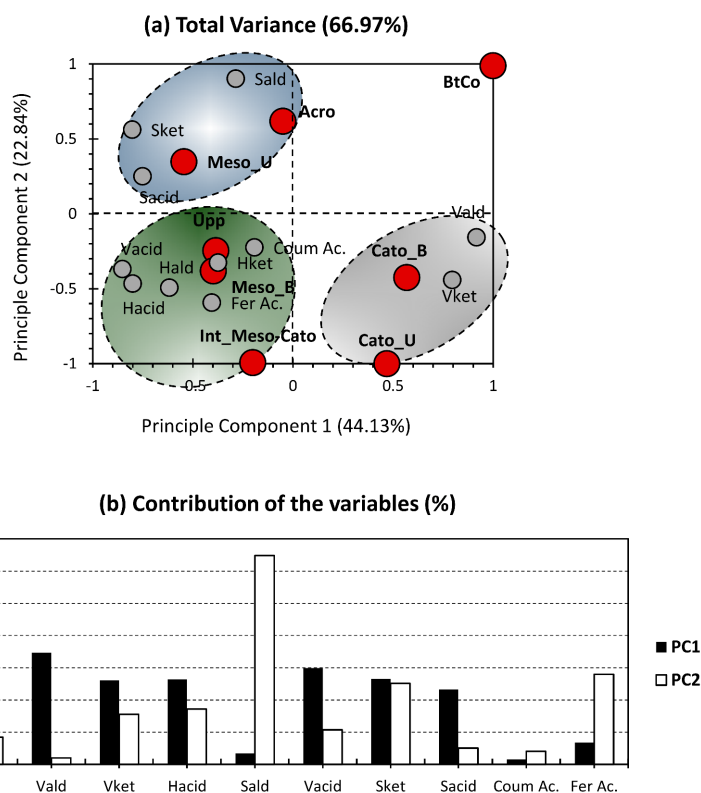 (a) Total Variance (66.97%)
1
0.5
0
-0.5
-1
-1
-0.5
0
0.5
1
Principle Component 2 (22.84%)
BtCo
Sald
Acro
Sket
Meso_U
Sacid
Vald
Opp
Vacid
Coum Ac.
Cato_B
Hald
Hket
Meso_B
Vket
Hacid
Fer Ac.
Int_Meso-Cato
Cato_U
Principle Component 1 (44.13%)
(b) Contribution of the variables (%)
PC1
PC2
Vald Vket Hacid Sald Vacid Sket Sacid Coum Ac. Fer Ac.